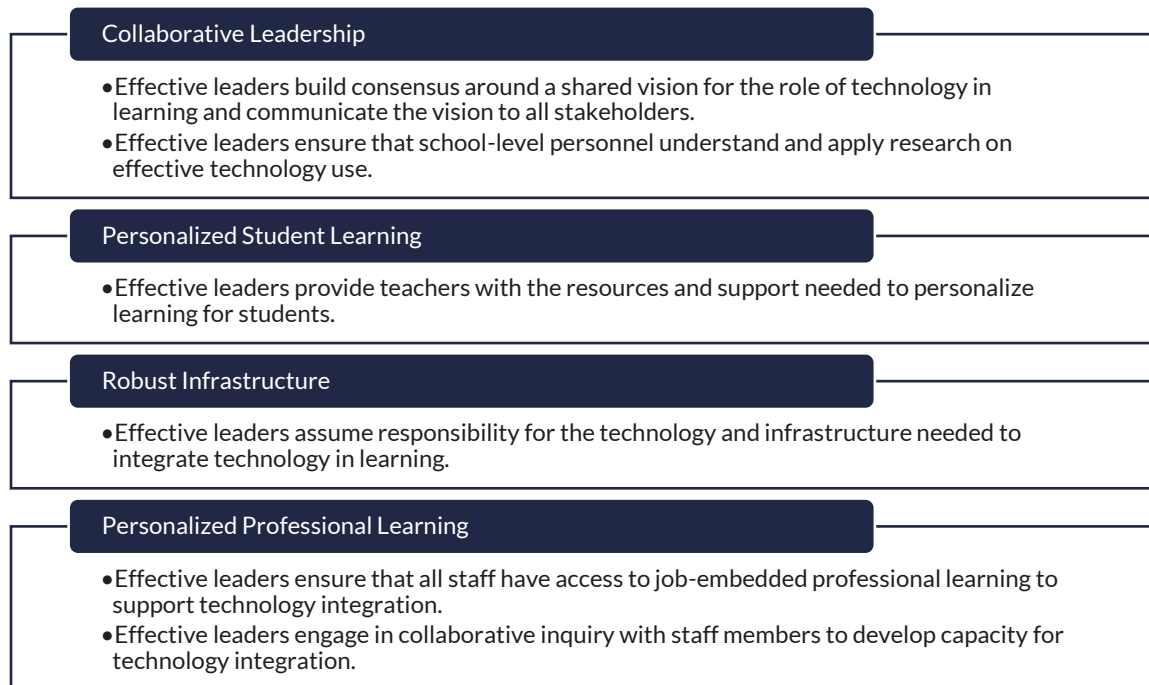 Collaborative Leadership
•Effective leaders build consensus around a shared vision for the role of technology in
learning and communicate the vision to all stakeholders.
•Effective leaders ensure that school-level personnel understand and apply research on
effective technology use.
Personalized Student Learning
•Effective leaders provide teachers with the resources and support needed to personalize
learning for students.
Robust Infrastructure
•Effective leaders assume responsibility for the technology and infrastructure needed to
integrate technology in learning.
Personalized Professional Learning
•Effective leaders ensure that all staff have access to job-embedded professional learning to
support technology integration.
•Effective leaders engage in collaborative inquiry with staff members to develop capacity for
technology integration.